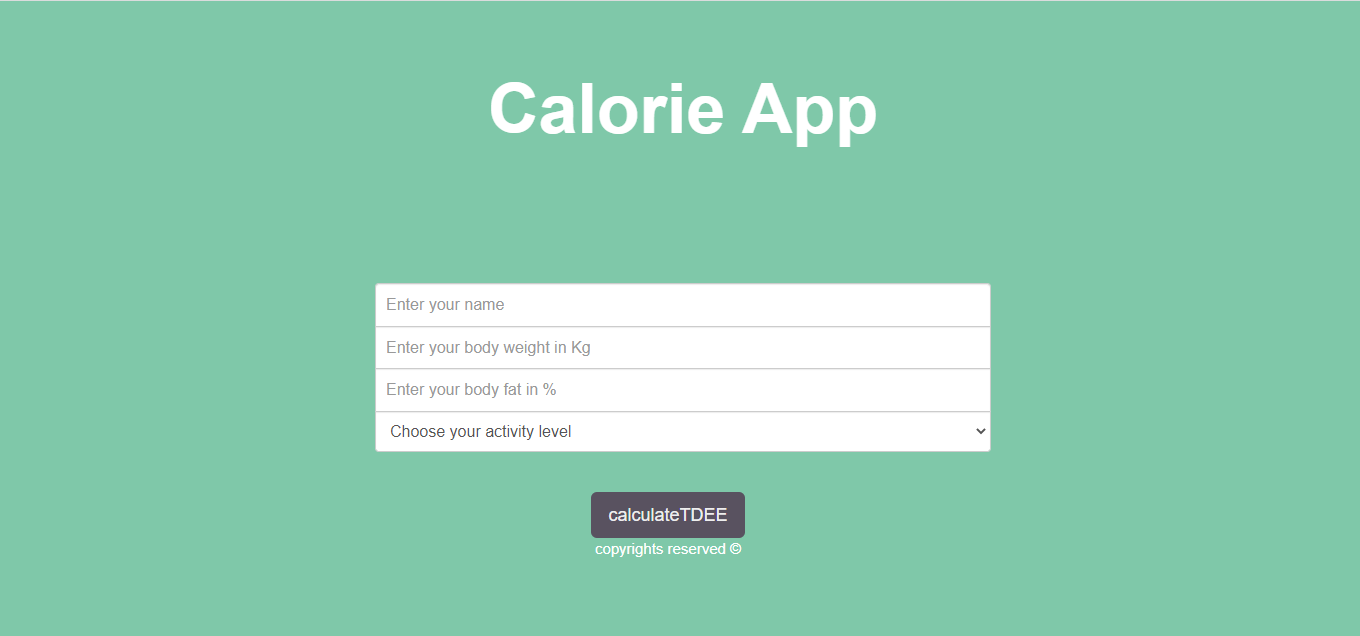 Calorie App
Enter your name
Enter your body weight in Kg
Enter your body fat in %
Choose your activity level
calculateTDEE
copyrights reserved ©